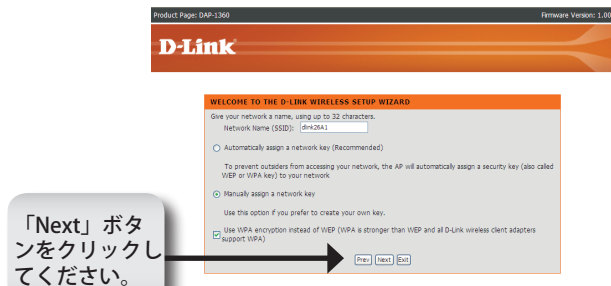 Product Page: DAP-1360
Firmware Version: 1.00
D-Link
WELCOME TO THE D-LINK WIRELESS SETUP WIZARD
Give your network a name, using up to 32 characters.
Network Name (SSID): dlink26A1
Automatically assign a network key (Recommended)
To prevent outsiders from accessing your network, the AP will automatically assign a security key (also called
WEP or WPA key) to your network
Manually assign a network key
Use this option if you prefer to create your own key.
Use WPA encryption instead of WEP (WPA is stronger than WEP and all D-Link wireless client adapters
support WPA)
Prev Next Exit
「Next」ボタ
ンをクリックし
てください。